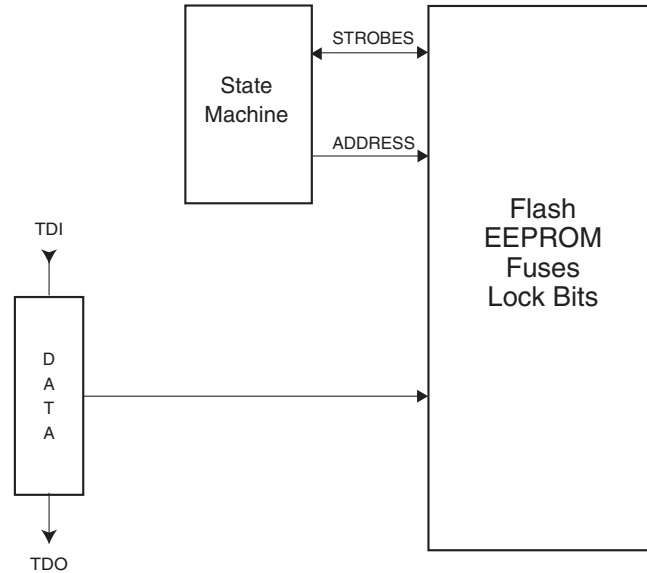 STROBES
State
Machine
ADDRESS
Flash
EEPROM
Fuses
Lock Bits
TDI
D
A
T
A
TDO